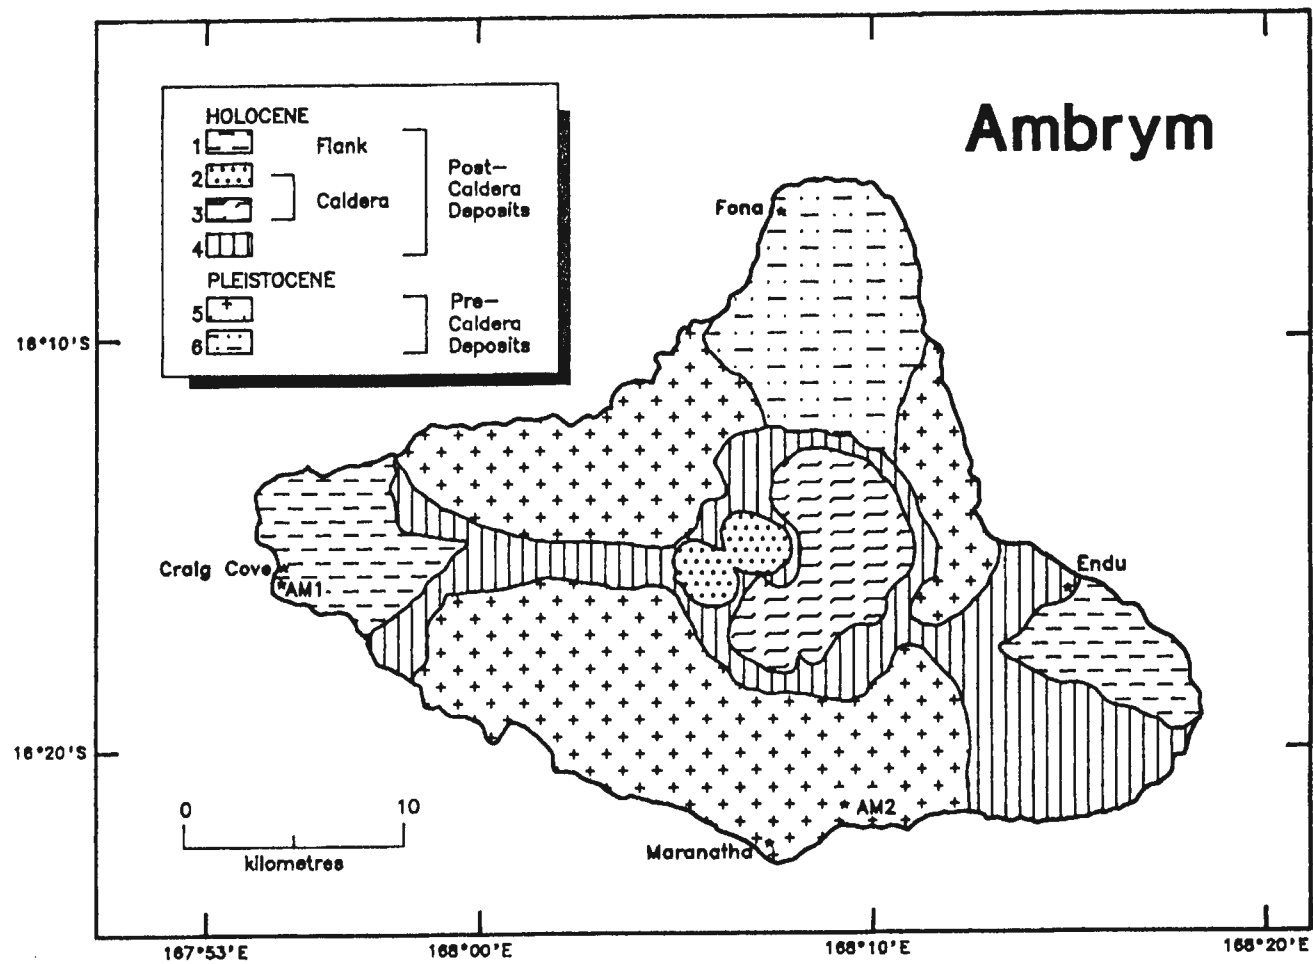 Ambrym
HOLOCENE
1 Flank
2
3 Caldera
4
Post-
Caldera
Deposits
PLEISTOCENE
5
6
Pre-
Caldera
Deposits
Fona
16°10'S
Craig Cove
AM1
Endu
16°20'S
0 10
kilometres
AM2
Maranatha
167°53'E 168°00'E 168°10'E 168°20'E